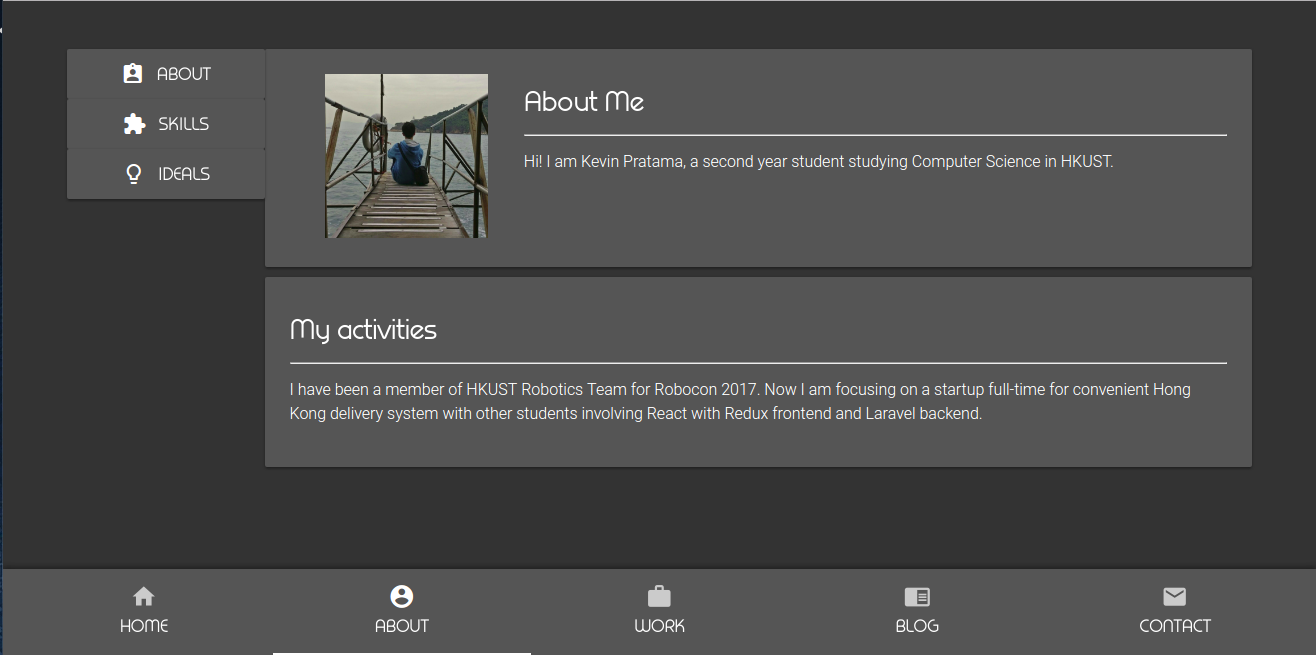 ABOUT
SKILLS
IDEALS
About Me
Hi! I am Kevin Pratama, a second year student studying Computer Science in HKUST.
My activities
I have been a member of HKUST Robotics Team for Robocon 2017. Now I am focusing on a startup full-time for convenient Hong
Kong delivery system with other students involving React with Redux frontend and Laravel backend.
HOME
ABOUT
WORK
BLOG
CONTACT